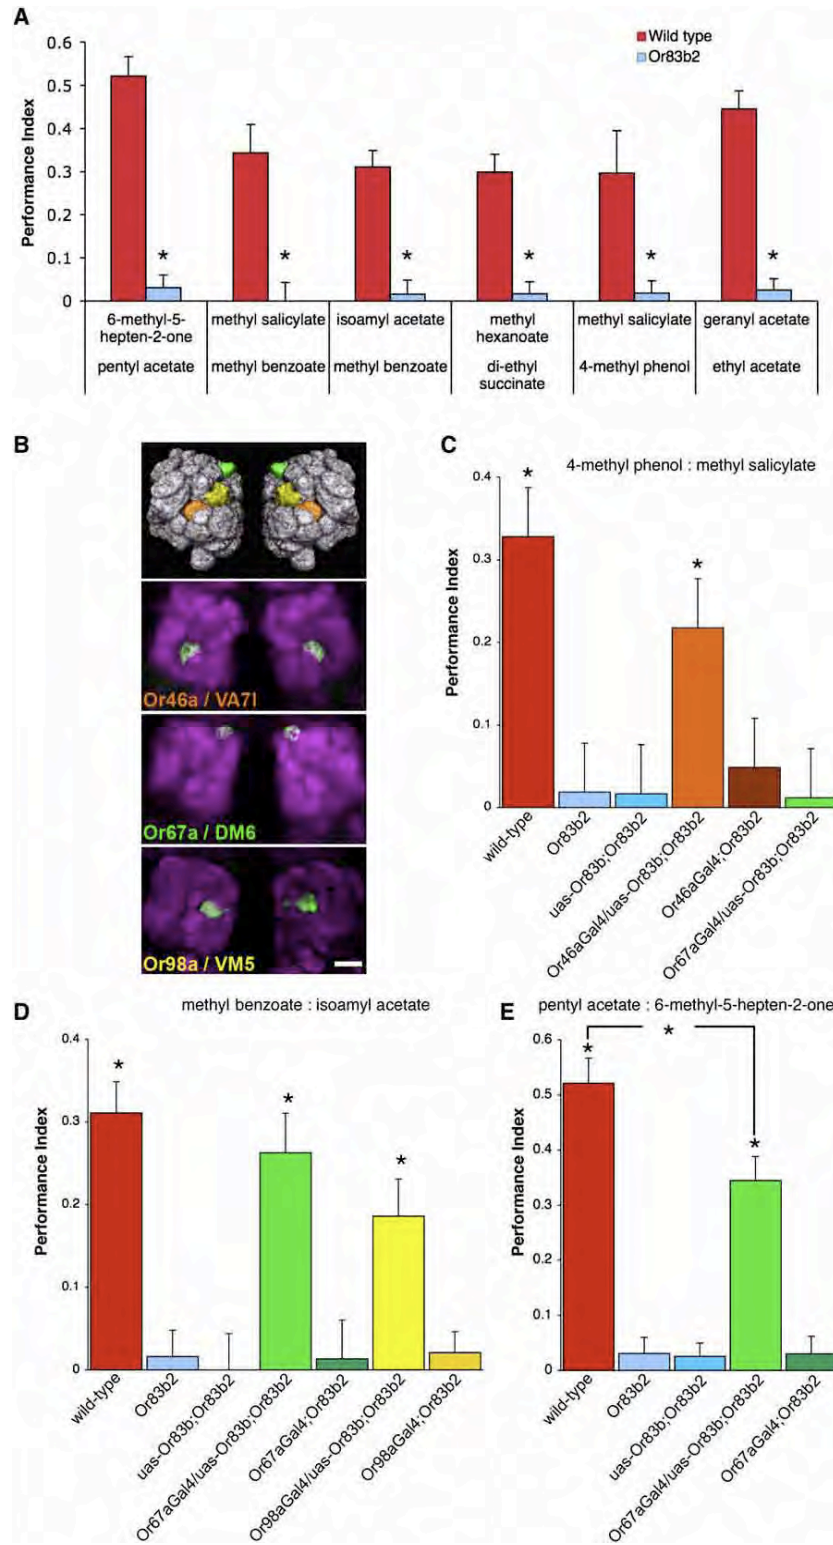 A
Wild type
Or83b2
Performance Index
0.6
0.5
0.4
0.3
0.2
0.1
0
*
*
*
*
*
*
6-methyl-5-
hepten-2-one
methyl salicylate
isoamyl acetate
methyl
hexanoate
methyl salicylate
geranyl acetate
pentyl acetate
methyl benzoate
methyl benzoate
di-ethyl
succinate
4-methyl phenol
ethyl acetate
B
Or46a / VA7l
Or67a / DM6
Or98a / VM5
C
4-methyl phenol : methyl salicylate
Performance Index
0.4
0.3
0.2
0.1
0
*
*
wild-type
Or83b2
uas-Or83b;Or83b2
Or46aGal4/uas-Or83b;Or83b2
Or46aGal4;Or83b2
Or67aGal4/uas-Or83b;Or83b2
D
methyl benzoate : isoamyl acetate
Performance Index
0.4
0.3
0.2
0.1
0
*
*
*
wild-type
Or83b2
uas-Or83b;Or83b2
Or67aGal4/uas-Or83b;Or83b2
Or67aGal4;Or83b2
Or98aGal4/uas-Or83b;Or83b2
Or98aGal4;Or83b2
E
pentyl acetate : 6-methyl-5-hepten-2-one
Performance Index
0.6
0.5
0.4
0.3
0.2
0.1
0
*
*
*
wild-type
Or83b2
uas-Or83b;Or83b2
Or67aGal4/uas-Or83b;Or83b2
Or67aGal4;Or83b2